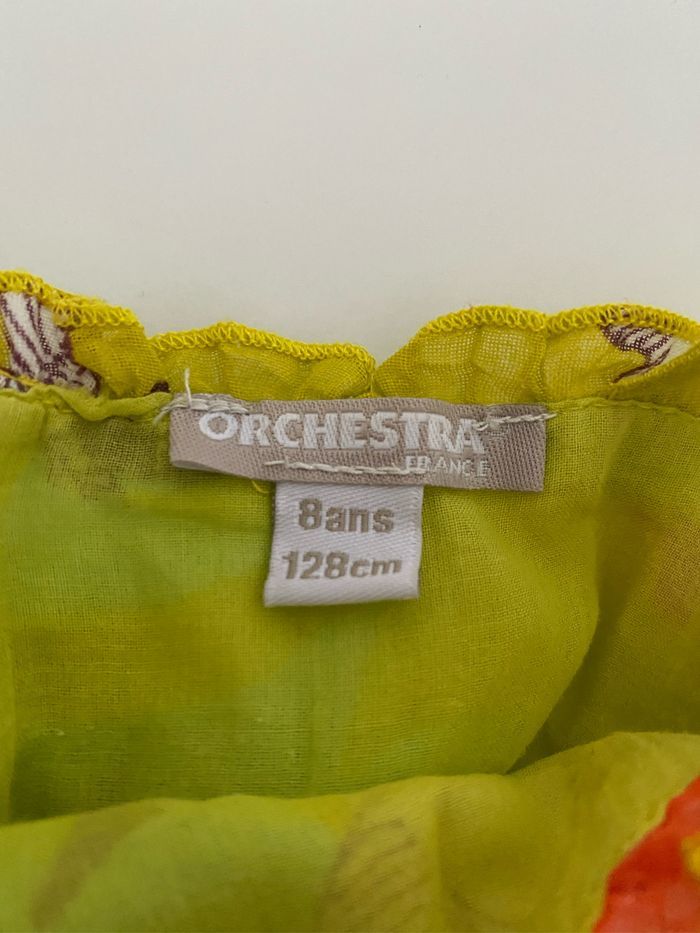 ORCHESTRA
FRANCE
8ans
128cm